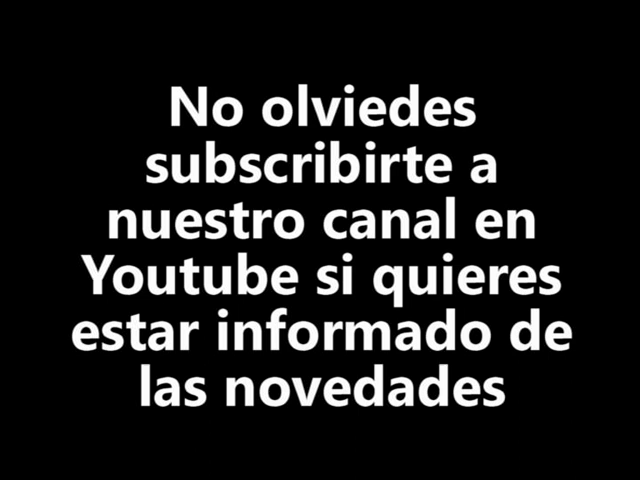 No olviedes
subscribirte a
nuestro canal en
Youtube si quieres
estar informado de
las novedades